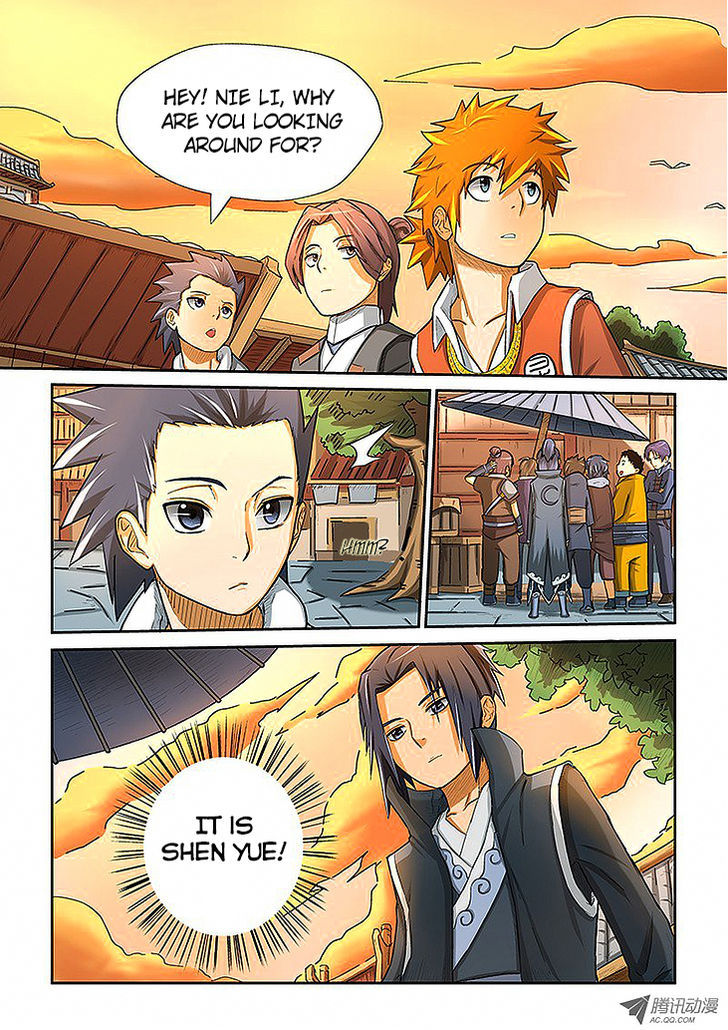 HEY! NIE LI, WHY
ARE YOU LOOKING
AROUND FOR?
HMM?
IT IS
SHEN YUE!
腾讯动漫
AC.QQ.COM